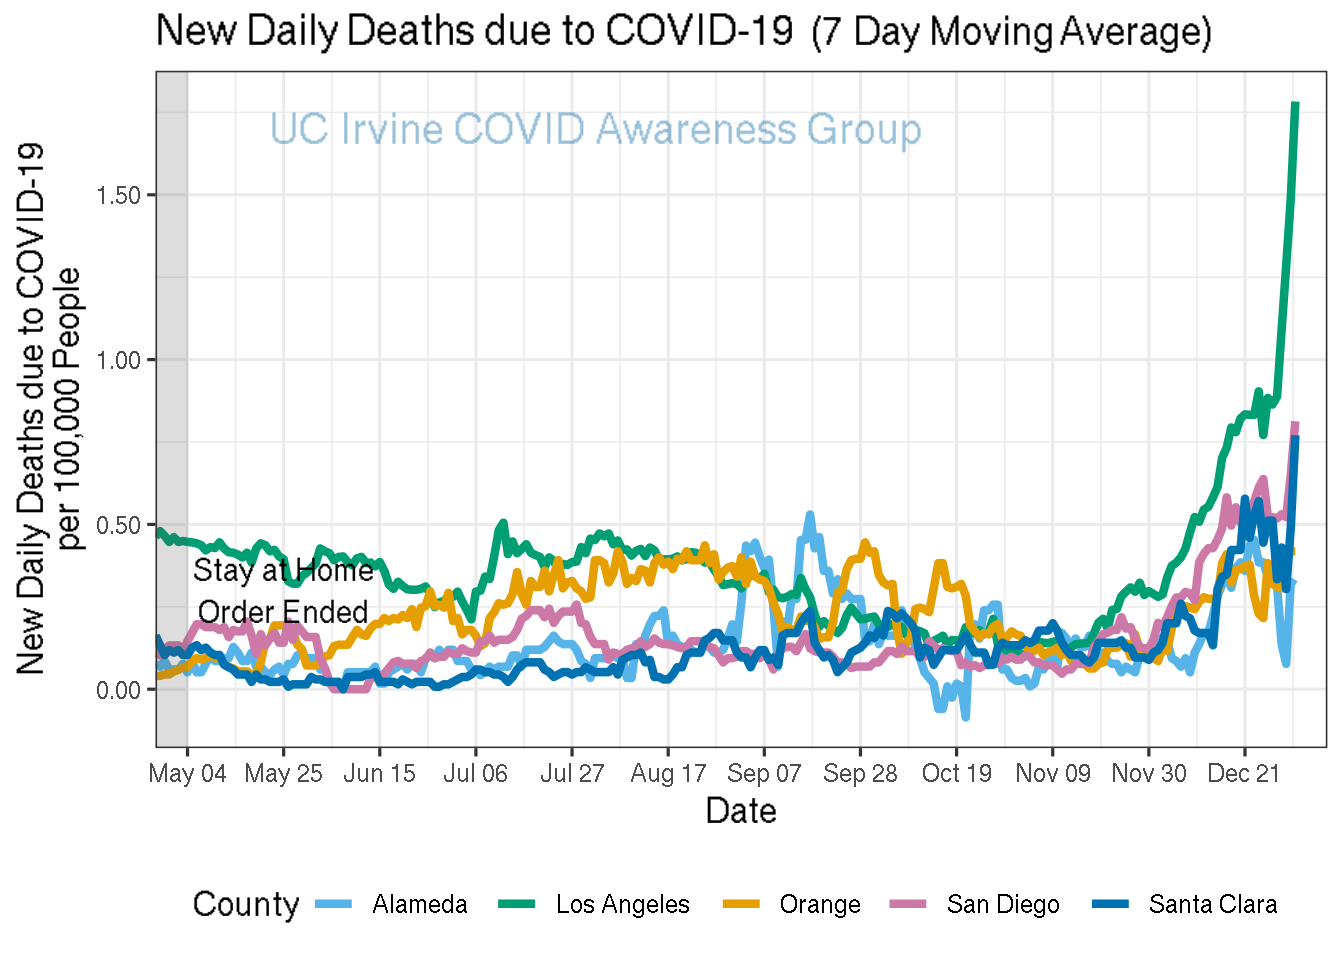 New Daily Deaths due to COVID-19 (7 Day Moving Average)
UC Irvine COVID Awareness Group
New Daily Deaths due to COVID-19
per 100,000 People
1.50
1.00
0.50
0.00
Stay at Home
Order Ended
May 04 May 25 Jun 15 Jul 06 Jul 27 Aug 17 Sep 07 Sep 28 Oct 19 Nov 09 Nov 30 Dec 21
Date
County Alameda Los Angeles Orange San Diego Santa Clara